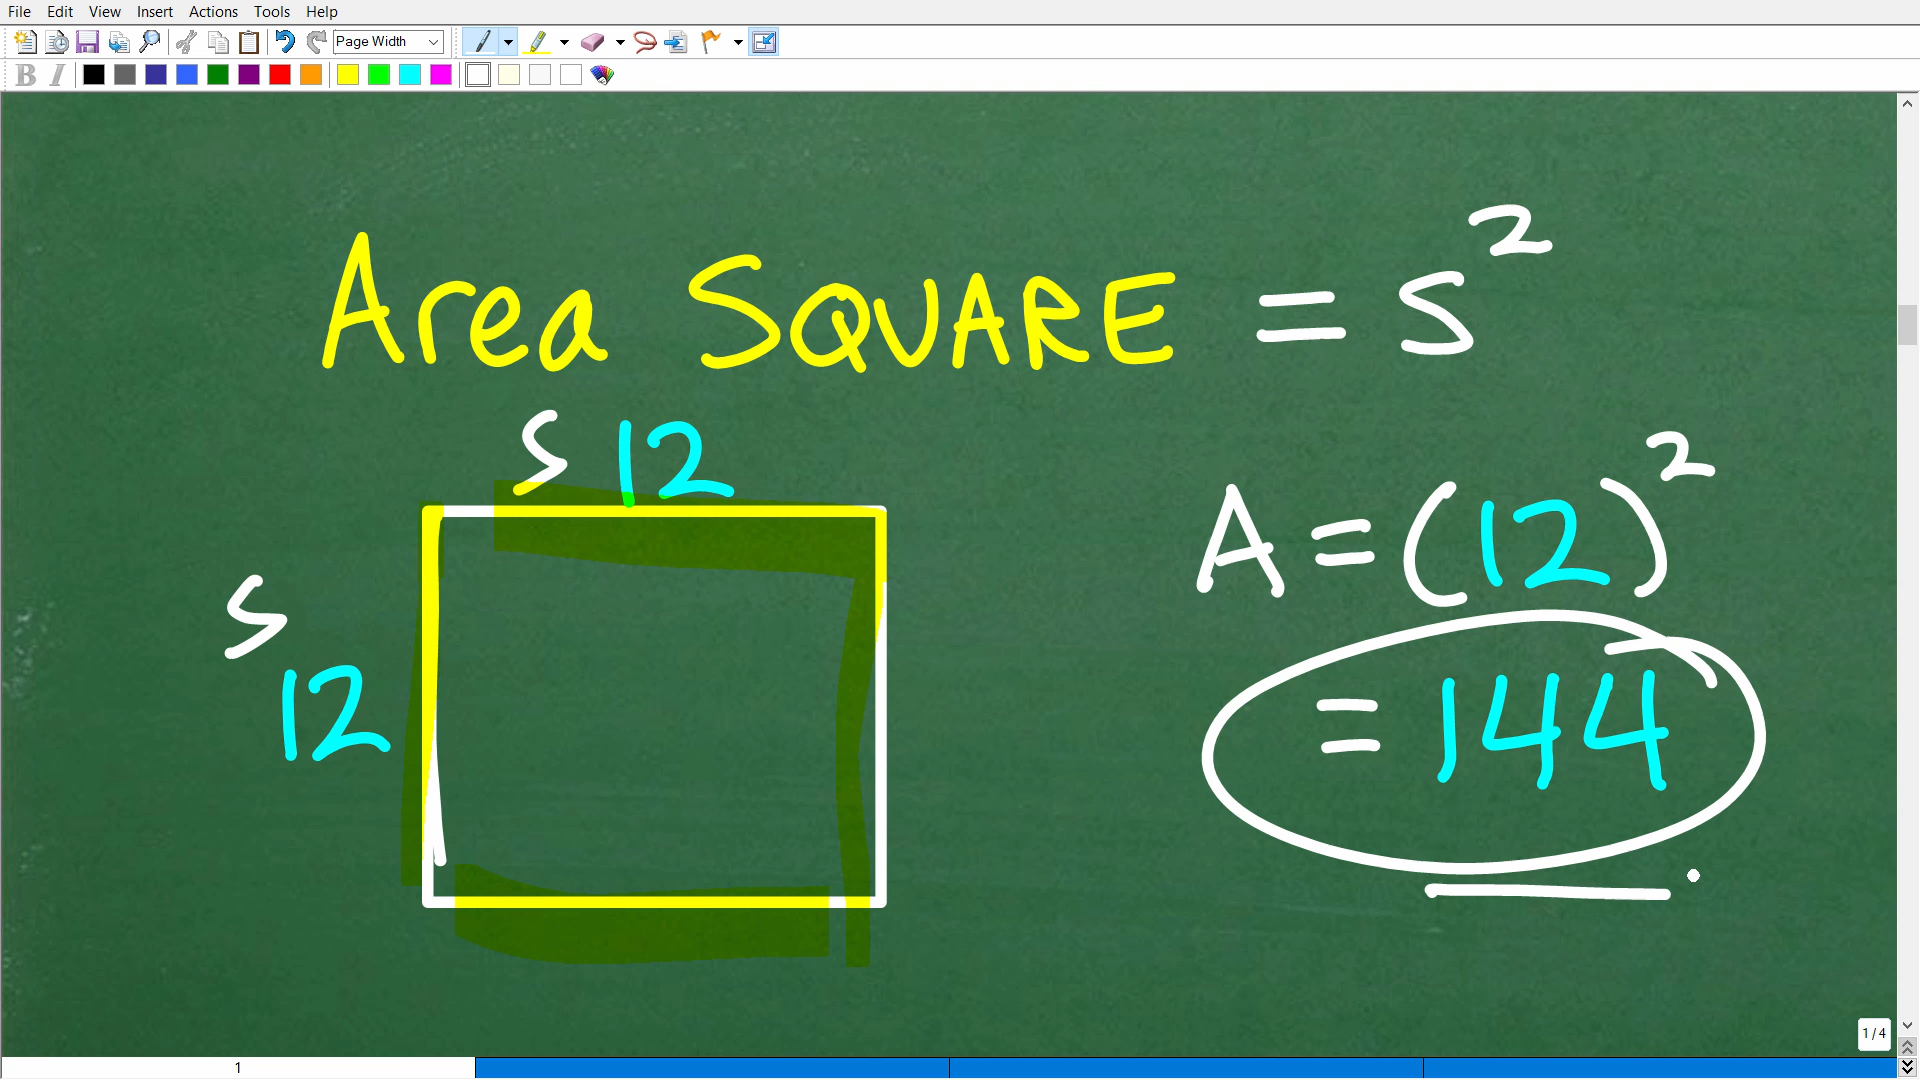 File Edit View Insert Actions Tools Help
Page Width
B I
Area SQUARE = s²
s 12
A = (12)²
s
12
= 144
1 / 4
1